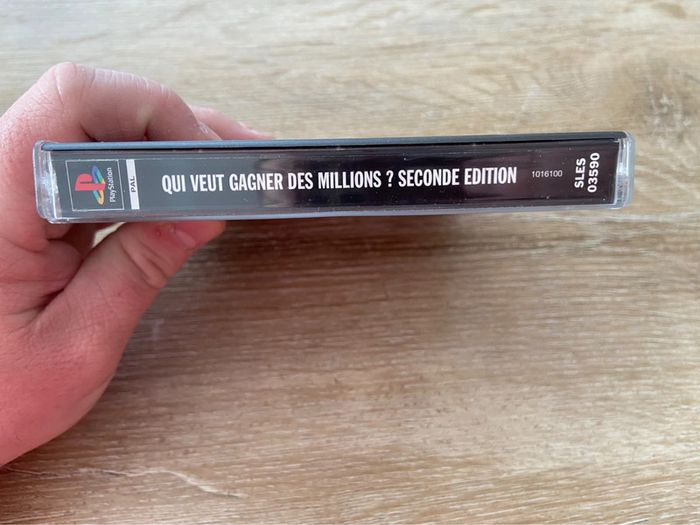 PlayStation
PAL
QUI VEUT GAGNER DES MILLIONS ? SECONDE EDITION
1016100
SLES
03590